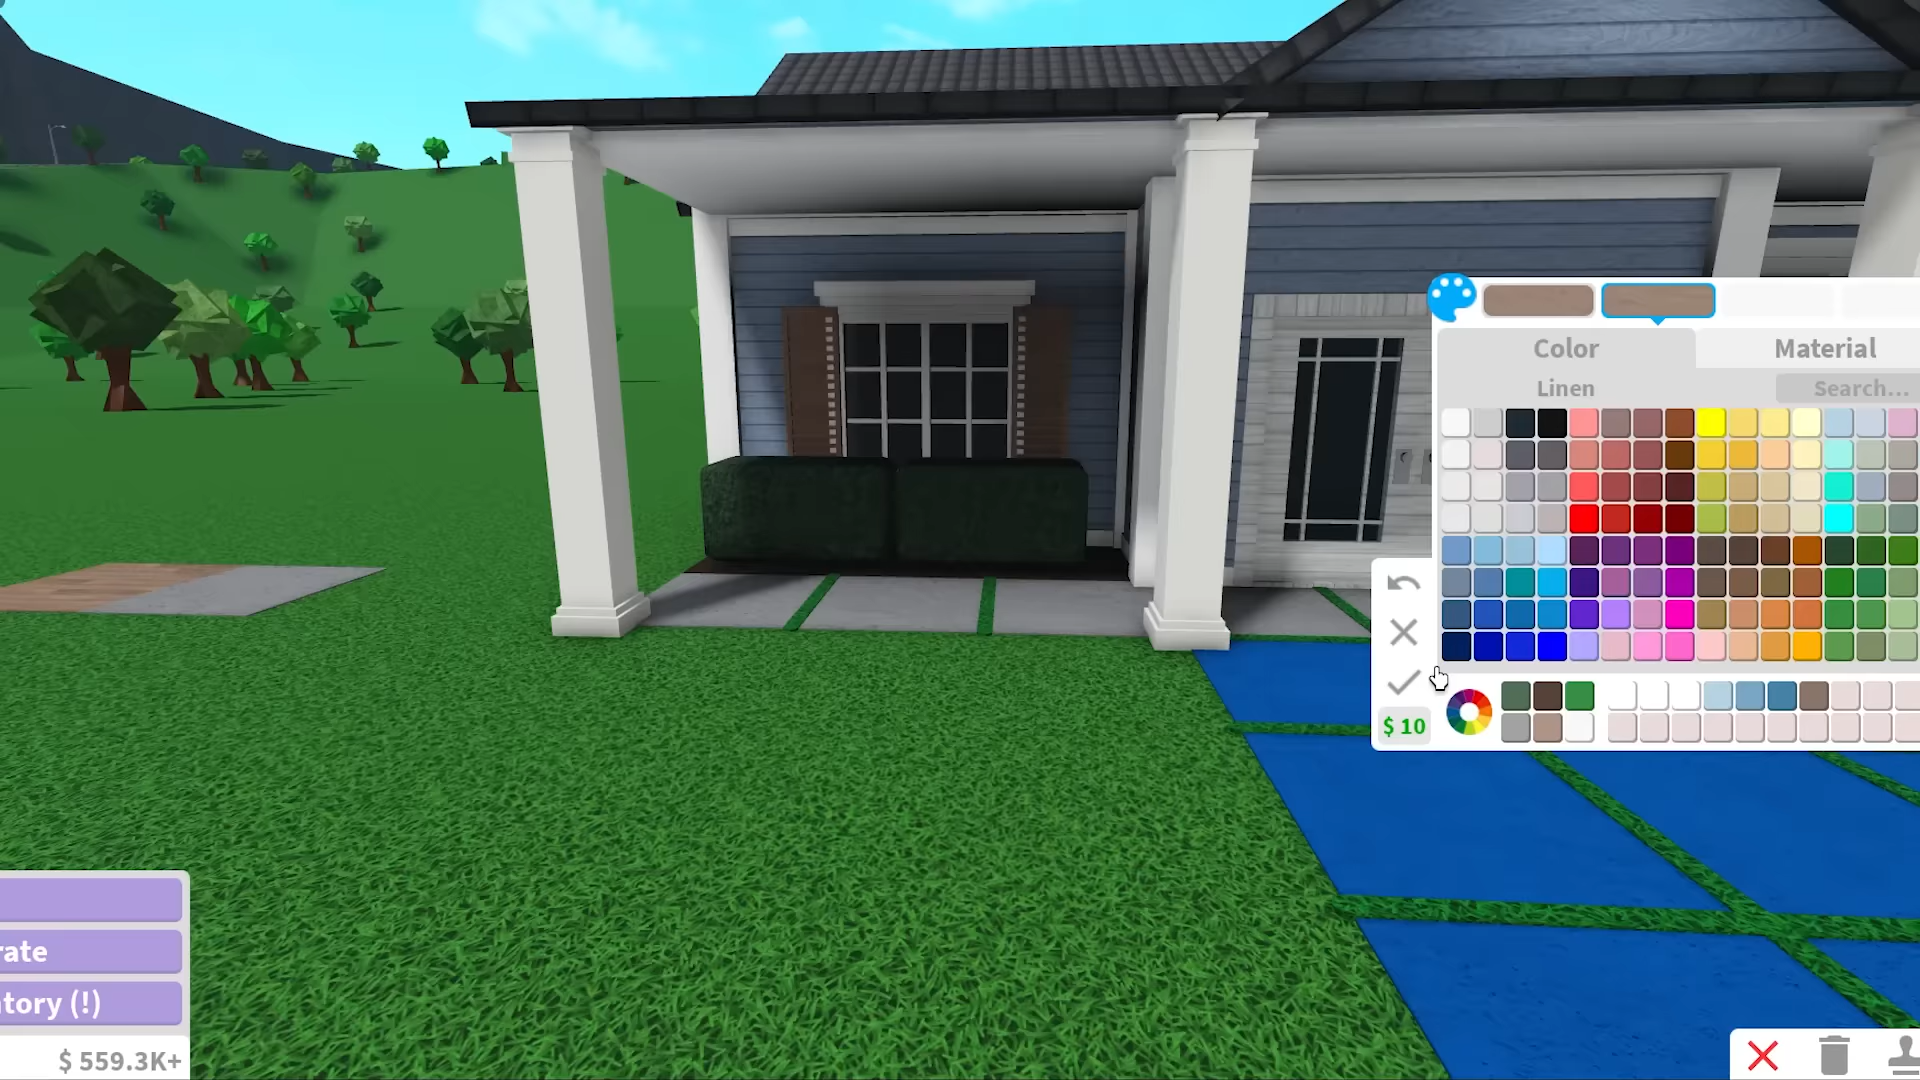 Color
Material
Linen
Search...
$ 10
rate
tory (!)
$ 559.3K+